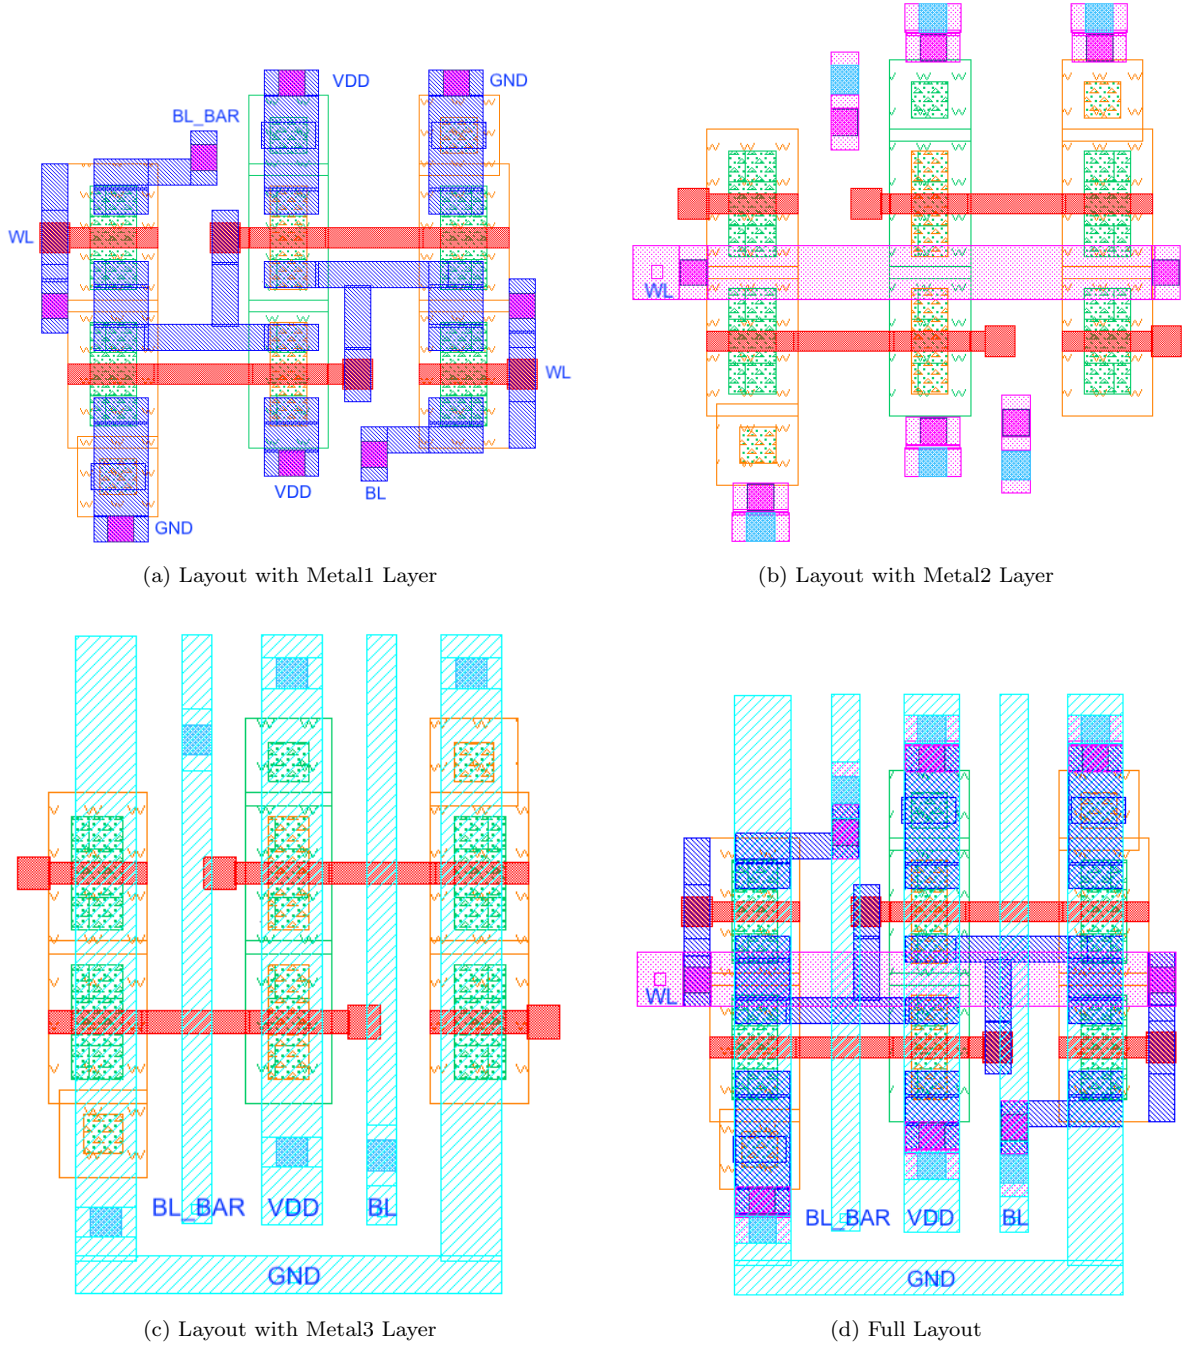 VDD
GND
BL_BAR
WL
WL
VDD
BL
GND
(a) Layout with Metal1 Layer
WL
(b) Layout with Metal2 Layer
BL_BAR
VDD
BL
GND
(c) Layout with Metal3 Layer
WL
BL_BAR
VDD
BL
GND
(d) Full Layout